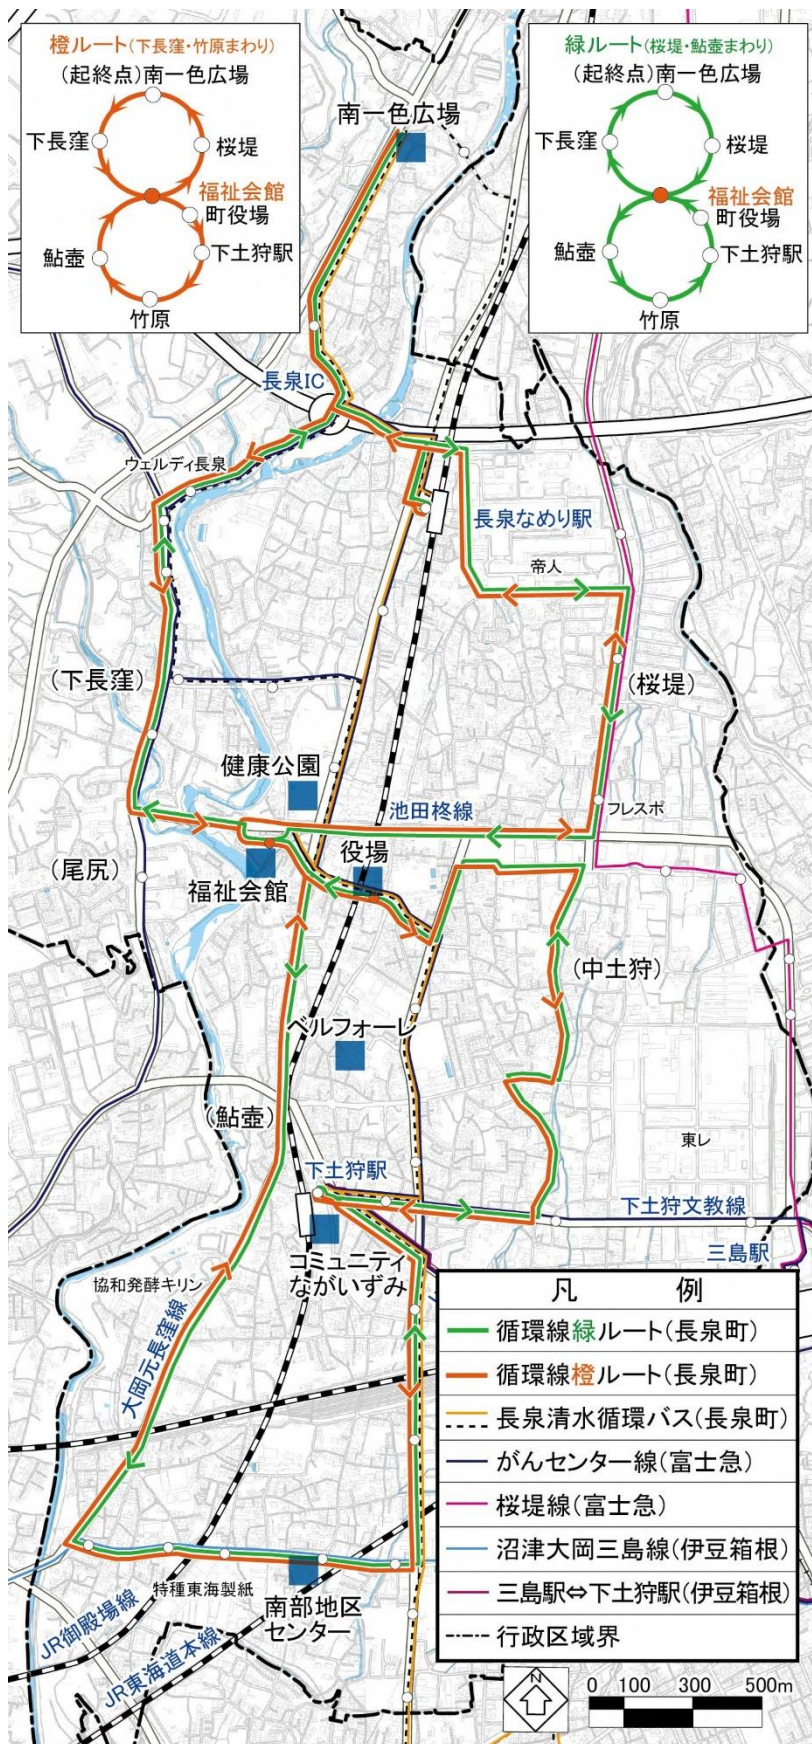 橙ルート(下長窪・竹原まわり)
(起終点)南一色広場
下長窪
桜堤
福祉会館
町役場
鮎壺
下土狩駅
竹原
緑ルート(桜堤・鮎壺まわり)
(起終点)南一色広場
下長窪
桜堤
福祉会館
町役場
鮎壺
下土狩駅
竹原
南一色広場
長泉IC
ウェルディ長泉
長泉なめり駅
帝人
(下長窪)
(桜堤)
健康公園
池田柊線
フレスポ
役場
(尾尻)
福祉会館
(中土狩)
ベルフォーレ
(鮎壺)
東レ
下土狩駅
下土狩文教線
三島駅
コミュニティ
ながいずみ
協和発酵キリン
大岡元長窪線
特種東海製紙
南部地区
センター
JR御殿場線
JR東海道本線
凡 例
循環線緑ルート(長泉町)
循環線橙ルート(長泉町)
長泉清水循環バス(長泉町)
がんセンター線(富士急)
桜堤線(富士急)
沼津大岡三島線(伊豆箱根)
三島駅⇔下土狩駅(伊豆箱根)
行政区域界
N
0 100 300 500m